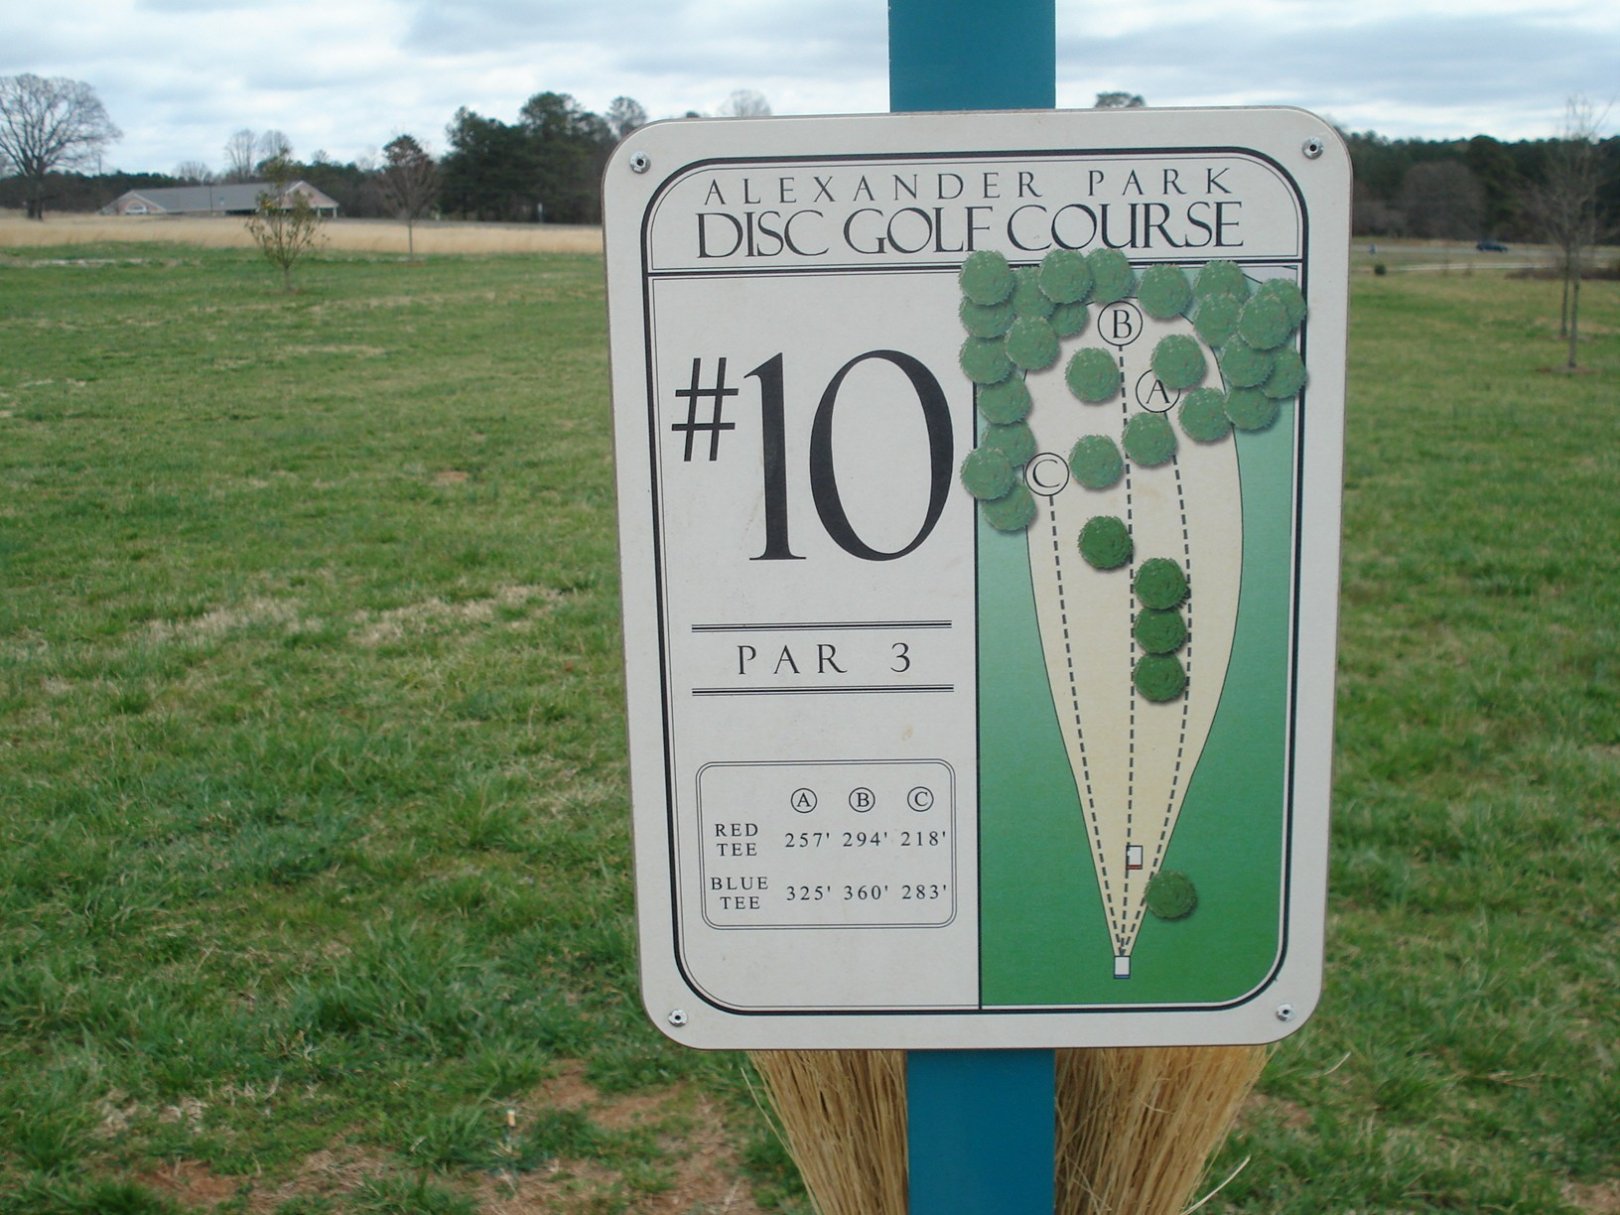 ALEXANDER PARK
DISC GOLF COURSE
#10
PAR 3
A B C
RED TEE 257' 294' 218'
BLUE TEE 325' 360' 283'
B
A
C